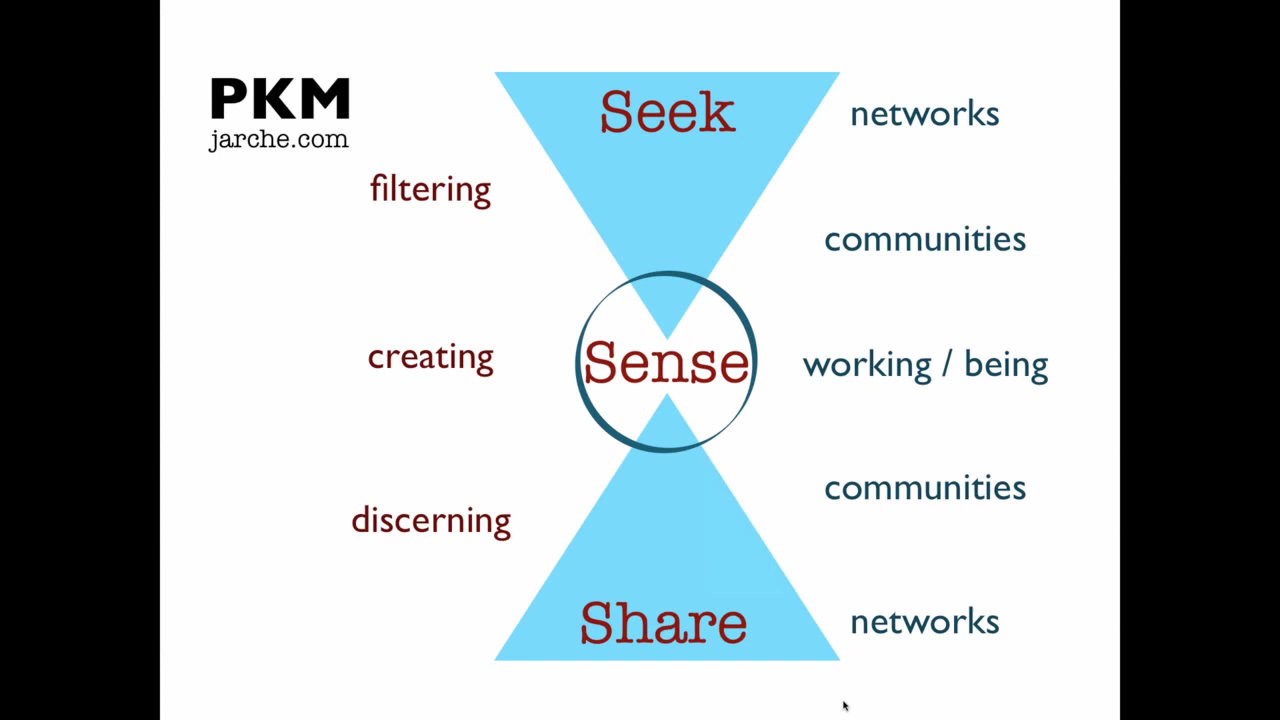 PKM
jarche.com
Seek
networks
filtering
communities
creating
Sense
working / being
communities
discerning
Share
networks